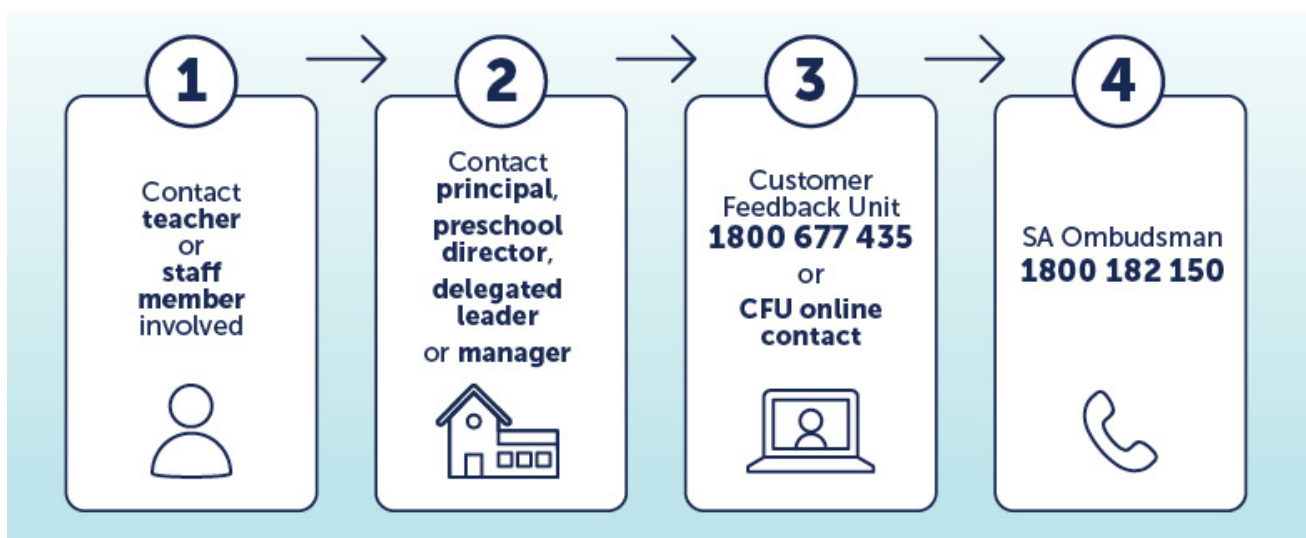 1
Contact
teacher
or
staff
member
involved
2
Contact
principal,
preschool
director,
delegated
leader
or manager
3
Customer
Feedback Unit
1800 677 435
or
CFU online
contact
4
SA Ombudsman
1800 182 150